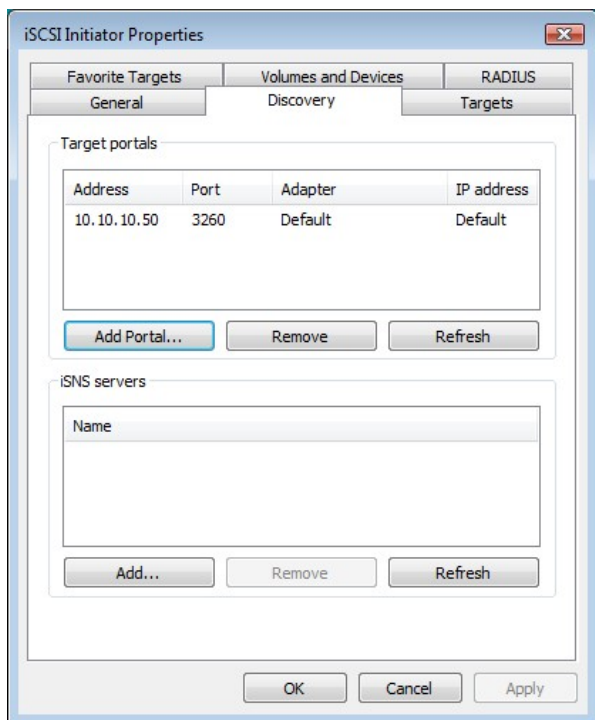 iSCSI Initiator Properties
Favorite Targets Volumes and Devices RADIUS
General Discovery Targets
Target portals
Address Port Adapter IP address
10.10.10.50 3260 Default Default
Add Portal... Remove Refresh
iSNS servers
Name
Add... Remove Refresh
OK Cancel Apply